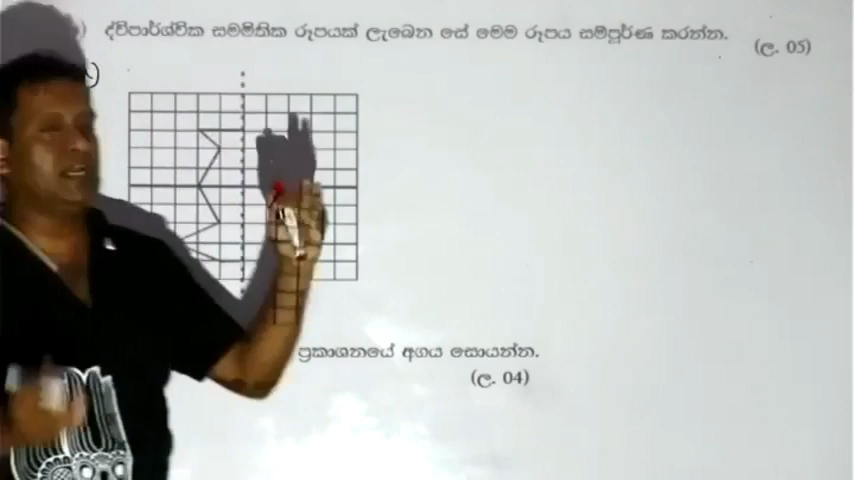 ද්විපාර්ශ්වික සමමිතික රූපයක් ලැබෙන සේ මෙම රූපය සම්පූර්ණ කරන්න.
(ල. 05)
ප්‍රකාශනයේ අගය සොයන්න.
(ල. 04)